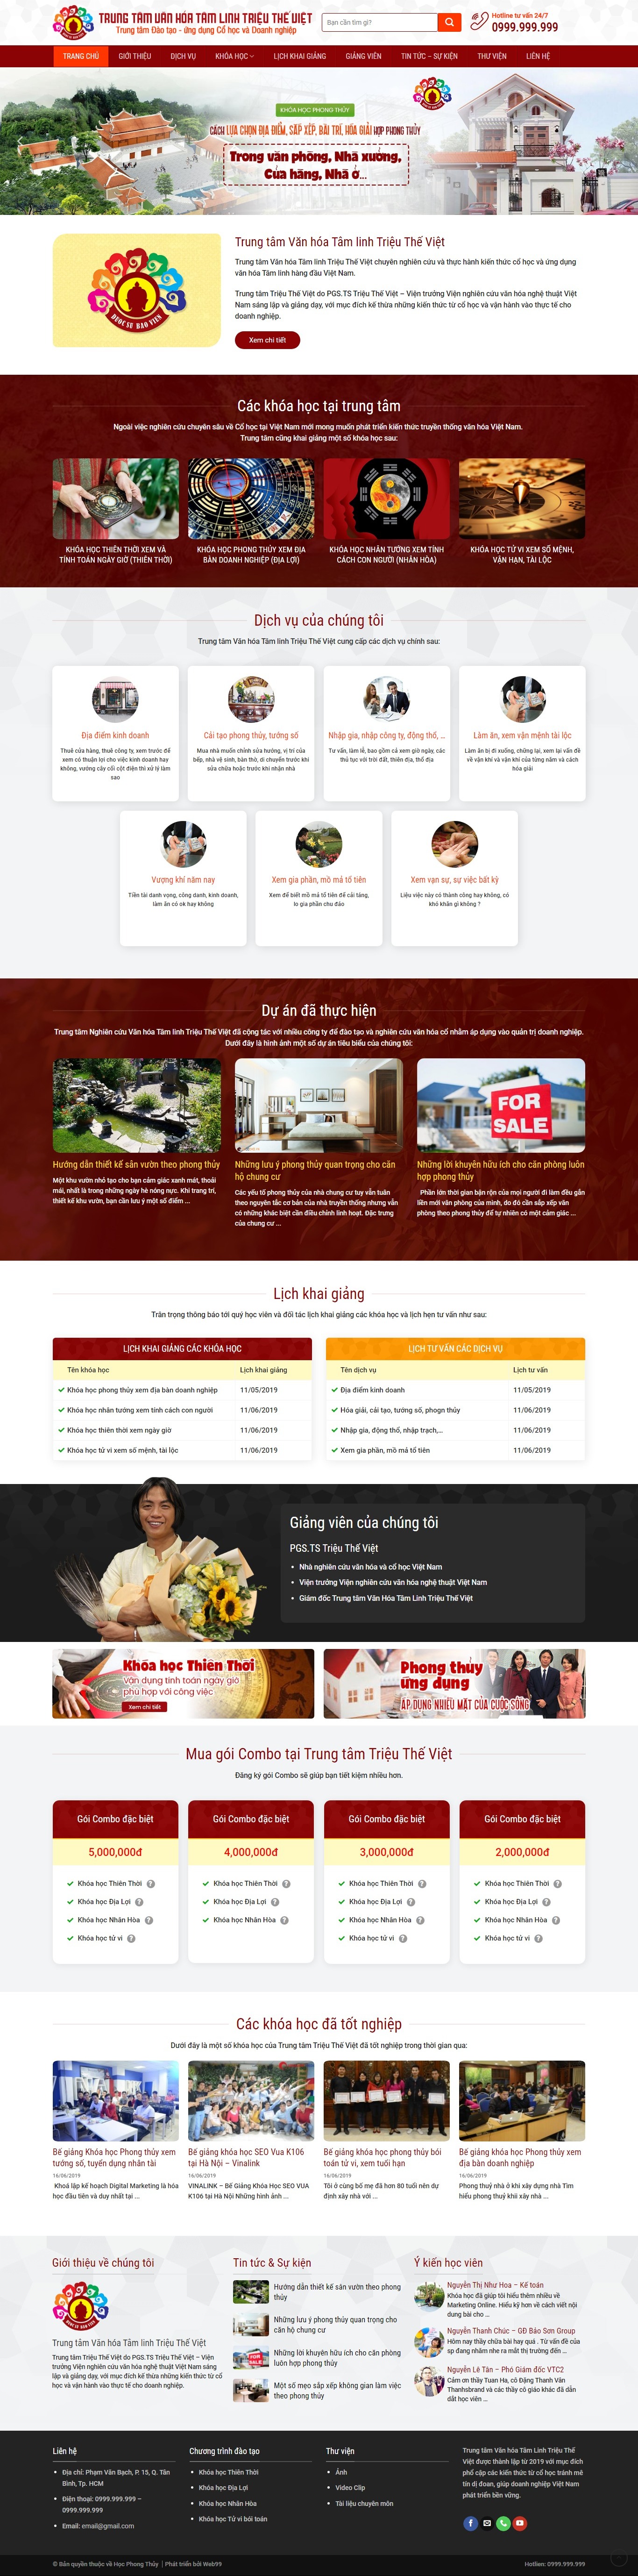 TRUNG TÂM VĂN HÓA TÂM LINH TRIỆU THẾ VIỆT
Trung tâm Đào tạo - ứng dụng Cổ học và Doanh nghiệp
Bạn cần tìm gì?
Hotline tư vấn 24/7
0999.999.999
TRANG CHỦ
GIỚI THIỆU
DỊCH VỤ
KHÓA HỌC
LỊCH KHAI GIẢNG
GIẢNG VIÊN
TIN TỨC – SỰ KIỆN
THƯ VIỆN
LIÊN HỆ
KHÓA HỌC PHONG THỦY
CÁCH LỰA CHỌN ĐỊA ĐIỂM, SẮP XẾP, BÀI TRÍ, HÓA GIẢI HỢP PHONG THỦY
Trong văn phòng, Nhà xưởng,
Cửa hàng, Nhà ở...
DƯỢC SƯ ĐẠO VIỆN
Trung tâm Văn hóa Tâm linh Triệu Thế Việt
Trung tâm Văn hóa Tâm linh Triệu Thế Việt chuyên nghiên cứu và thực hành kiến thức cổ học và ứng dụng
văn hóa Tâm linh hàng đầu Việt Nam.
Trung tâm Triệu Thế Việt do PGS.TS Triệu Thế Việt – Viện trưởng Viện nghiên cứu văn hóa nghệ thuật Việt
Nam sáng lập và giảng dạy, với mục đích kế thừa những kiến thức từ cổ học và vận hành vào thực tế cho
doanh nghiệp.
Xem chi tiết
Các khóa học tại trung tâm
Ngoài việc nghiên cứu chuyên sâu về Cổ học tại Việt Nam mới mong muốn phát triển kiến thức truyền thống văn hóa Việt Nam.
Trung tâm cũng khai giảng một số khóa học sau:
KHÓA HỌC THIÊN THỜI XEM VÀ
TÍNH TOÁN NGÀY GIỜ (THIÊN THỜI)
KHÓA HỌC PHONG THỦY XEM ĐỊA
BÀN DOANH NGHIỆP (ĐỊA LỢI)
KHÓA HỌC NHÂN TƯỚNG XEM TÍNH
CÁCH CON NGƯỜI (NHÂN HÒA)
KHÓA HỌC TỬ VI XEM SỐ MỆNH,
VẬN HẠN, TÀI LỘC
Dịch vụ của chúng tôi
Trung tâm Văn hóa Tâm linh Triệu Thế Việt cung cấp các dịch vụ chính sau:
Địa điểm kinh doanh
Thuê cửa hàng, thuê công ty, xem trước để
xem có thuận lợi cho việc kinh doanh hay
không, vướng cây cối cột điện thì xử lý làm
sao
Cải tạo phong thủy, tướng số
Mua nhà muốn chỉnh sửa hướng, vị trí của
bếp, nhà vệ sinh, bàn thờ, di chuyển trước khi
sửa chữa hoặc trước khi nhận nhà
Nhập gia, nhập công ty, động thổ, ...
Tư vấn, làm lễ, bao gồm cả xem giờ ngày, các
thủ tục với trời đất, thiên địa, thổ địa
Làm ăn, xem vận mệnh tài lộc
Làm ăn bị đi xuống, chững lại, xem tại vấn đề
về vận khí và vận khí của từng năm và cách
hóa giải
Vượng khí năm nay
Tiền tài danh vọng, công danh, kinh doanh,
làm ăn có ok hay không
Xem gia phần, mồ mả tổ tiên
Xem để biết mồ mả tổ tiên để cải táng,
lo gia phần chu đáo
Xem vạn sự, sự việc bất kỳ
Liệu việc này có thành công hay không, có
khó khăn gì không ?
Dự án đã thực hiện
Trung tâm Nghiên cứu Văn hóa Tâm linh Triệu Thế Việt đã cộng tác với nhiều công ty để đào tạo và nghiên cứu văn hóa cổ nhằm áp dụng vào quản trị doanh nghiệp.
Dưới đây là hình ảnh một số dự án tiêu biểu của chúng tôi:
FOR
SALE
Hướng dẫn thiết kế sân vườn theo phong thủy
Một khu vườn nhỏ tạo cho bạn cảm giác xanh mát, thoải
mái, nhất là trong những ngày hè nóng nực. Khi trang trí,
thiết kế khu vườn, bạn cần lưu ý một số điểm ...
Những lưu ý phong thủy quan trọng cho căn
hộ chung cư
Các yếu tố phong thủy của nhà chung cư tuy vẫn tuân
theo nguyên tắc cơ bản của nhà truyền thống nhưng vẫn
có những khác biệt cần điều chỉnh linh hoạt. Đặc trưng
của chung cư ...
Những lời khuyên hữu ích cho căn phòng luôn
hợp phong thủy
Phần lớn thời gian bận rộn của mọi người đi làm đều gắn
liền mới văn phòng của mình, do đó cần sắp xếp văn
phòng theo phong thủy để tự nhiên có một cảm giác ...
Lịch khai giảng
Trân trọng thông báo tới quý học viên và đối tác lịch khai giảng các khóa học và lịch hẹn tư vấn như sau:
LỊCH KHAI GIẢNG CÁC KHÓA HỌC
Tên khóa học Lịch khai giảng
Khóa học phong thủy xem địa bàn doanh nghiệp 11/05/2019
Khóa học nhân tướng xem tính cách con người 11/06/2019
Khóa học thiên thời xem ngày giờ 11/06/2019
Khóa học tử vi xem số mệnh, tài lộc 11/06/2019
LỊCH TƯ VẤN CÁC DỊCH VỤ
Tên dịch vụ Lịch tư vấn
Địa điểm kinh doanh 11/05/2019
Hóa giải, cải tạo, tướng số, phogn thủy 11/06/2019
Nhập gia, động thổ, nhập trạch,... 11/06/2019
Xem gia phần, mồ mả tổ tiên 11/06/2019
Giảng viên của chúng tôi
PGS.TS Triệu Thế Việt
Nhà nghiên cứu văn hóa và cổ học Việt Nam
Viện trưởng Viện nghiên cứu văn hóa nghệ thuật Việt Nam
Giám đốc Trung tâm Văn Hóa Tâm Linh Triệu Thế Việt
Khóa học Thiên Thời
Vận dụng tính toán ngày giờ
phù hợp với công việc
Xem chi tiết
Phong thủy
ứng dụng
ÁP DỤNG NHIỀU MẶT CỦA CUỘC SỐNG
Mua gói Combo tại Trung tâm Triệu Thế Việt
Đăng ký gói Combo sẽ giúp bạn tiết kiệm nhiều hơn.
Gói Combo đặc biệt
5,000,000đ
Khóa học Thiên Thời ?
Khóa học Địa Lợi ?
Khóa học Nhân Hòa ?
Khóa học tử vi ?
Gói Combo đặc biệt
4,000,000đ
Khóa học Thiên Thời ?
Khóa học Địa Lợi ?
Khóa học Nhân Hòa ?
Gói Combo đặc biệt
3,000,000đ
Khóa học Thiên Thời ?
Khóa học Địa Lợi ?
Khóa học Nhân Hòa ?
Khóa học tử vi ?
Gói Combo đặc biệt
2,000,000đ
Khóa học Thiên Thời ?
Khóa học Địa Lợi ?
Khóa học Nhân Hòa ?
Khóa học tử vi ?
Các khóa học đã tốt nghiệp
Dưới đây là một số khóa học của Trung tâm Triệu Thế Việt đã tốt nghiệp trong thời gian qua:
Bế giảng Khóa học Phong thủy xem
tướng số, tuyển dụng nhân tài
16/06/2019
Khoá lập kế hoạch Digital Marketing là hóa
học đầu tiên và duy nhất tại ...
Bế giảng khóa học SEO Vua K106
tại Hà Nội – Vinalink
16/06/2019
VINALINK – Bế Giảng Khóa Học SEO VUA
K106 tại Hà Nội Những hình ảnh ...
Bế giảng khóa học phong thủy bói
toán tử vi, xem tuổi hạn
16/06/2019
Tôi ở cùng bố mẹ đã hơn 80 tuổi nên dự
định xây nhà với ...
Bế giảng khóa học Phong thủy xem
địa bàn doanh nghiệp
16/06/2019
Phong thuỷ nhà ở khi xây dựng nhà Tìm
hiểu phong thuỷ khii xây nhà ...
Giới thiệu về chúng tôi
DƯỢC SƯ ĐẠO VIỆN
Trung tâm Văn hóa Tâm linh Triệu Thế Việt
Trung tâm Triệu Thế Việt do PGS.TS Triệu Thế Việt – Viện
trưởng Viện nghiên cứu văn hóa nghệ thuật Việt Nam sáng
lập và giảng dạy, với mục đích kế thừa những kiến thức từ cổ
học và vận hành vào thực tế cho doanh nghiệp.
Tin tức & Sự kiện
Hướng dẫn thiết kế sân vườn theo phong
thủy
Những lưu ý phong thủy quan trọng cho
căn hộ chung cư
Những lời khuyên hữu ích cho căn phòng
luôn hợp phong thủy
Một số mẹo sắp xếp không gian làm việc
theo phong thủy
Ý kiến học viên
Nguyễn Thị Như Hoa – Kế toán
Khóa học đã giúp tôi hiểu thêm nhiều về
Marketing Online. Hiểu kỹ hơn về cách viết nội
dung bài cho ...
Nguyễn Thanh Chúc – GĐ Bảo Sơn Group
Hôm nay thầy chữa bài hay quá . Từ vấn đề của
sp đang nhăm nhe ra mắt thị trường đến ...
Nguyễn Lê Tân – Phó Giám đốc VTC2
Cảm ơn thầy Tuan Ha, cô Đặng Thanh Vân
Thanhsbrand và các thầy cô giáo khác đã dẫn
dắt học viên ...
Liên hệ
Địa chỉ: Phạm Văn Bạch, P. 15, Q. Tân
Bình, Tp. HCM
Điện thoại: 0999.999.999 –
0999.999.999
Email: email@gmail.com
Chương trình đào tạo
Khóa học Thiên Thời
Khóa học Địa Lợi
Khóa học Nhân Hòa
Khóa học Tử vi bói toán
Thư viện
Ảnh
Video Clip
Tài liệu chuyên môn
Trung tâm Văn hóa Tâm Linh Triệu Thế
Việt được thành lập từ 2019 với mục đích
phổ cập các kiến thức từ cổ học tránh mê
tín dị đoan, giúp doanh nghiệp Việt Nam
phát triển bền vững.
© Bản quyền thuộc về Học Phong Thủy | Phát triển bởi Web99
Hotlien: 0999.999.999